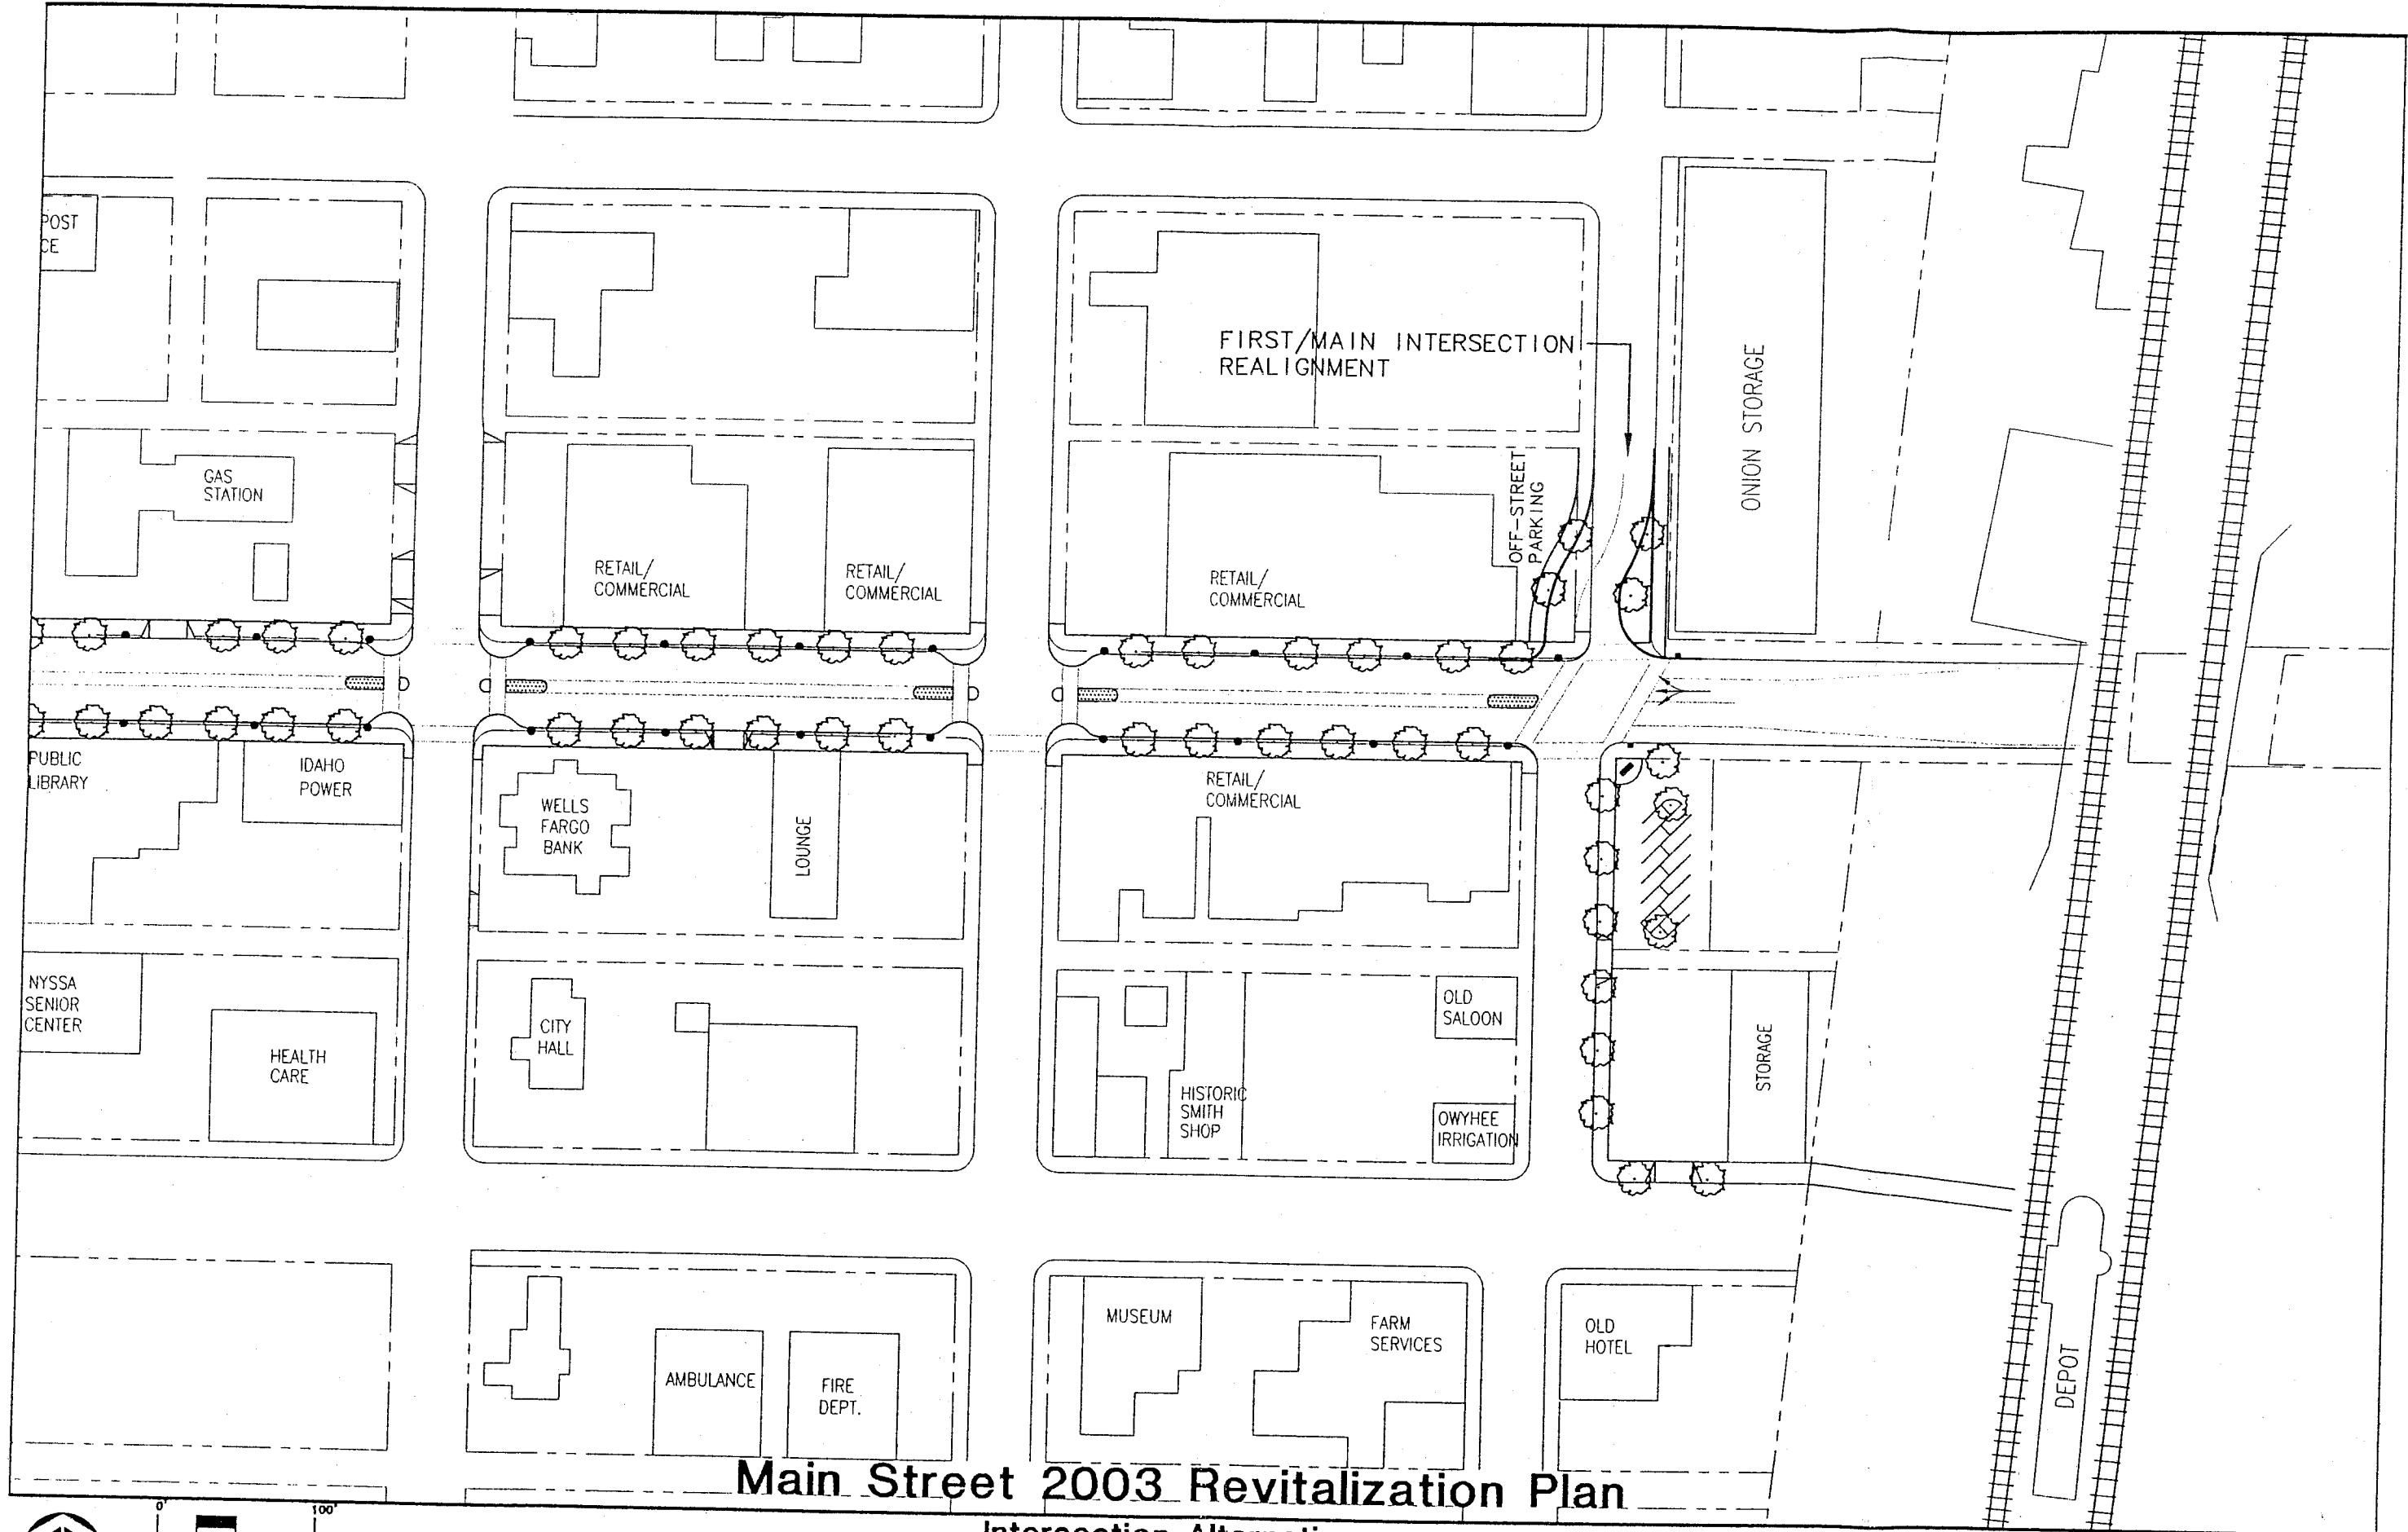 POST
CE
FIRST/MAIN INTERSECTION
REALIGNMENT
ONION STORAGE
GAS
STATION
OFF-STREET
PARKING
RETAIL/
COMMERCIAL
RETAIL/
COMMERCIAL
RETAIL/
COMMERCIAL
PUBLIC
LIBRARY
IDAHO
POWER
WELLS
FARGO
BANK
LOUNGE
RETAIL/
COMMERCIAL
NYSSA
SENIOR
CENTER
HEALTH
CARE
CITY
HALL
HISTORIC
SMITH
SHOP
OLD
SALOON
OWYHEE
IRRIGATION
STORAGE
MUSEUM
FARM
SERVICES
OLD
HOTEL
AMBULANCE
FIRE
DEPT.
DEPOT
Main Street 2003 Revitalization Plan
0' 100'
Intersection